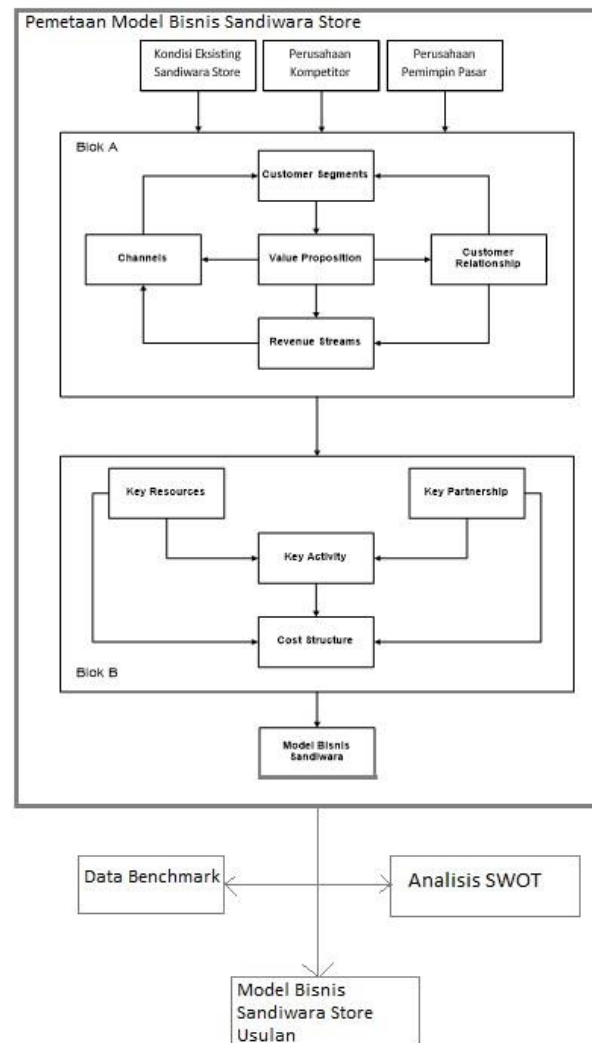 Pemetaan Model Bisnis Sandiwara Store
Kondisi Eksisting
Sandiwara Store
Perusahaan
Kompetitor
Perusahaan
Pemimpin Pasar
Blok A
Customer Segments
Channels
Value Proposition
Customer
Relationship
Revenue Streams
Key Resources
Key Partnership
Key Activity
Cost Structure
Blok B
Model Bisnis
Sandiwara
Data Benchmark
Analisis SWOT
Model Bisnis
Sandiwara Store
Usulan